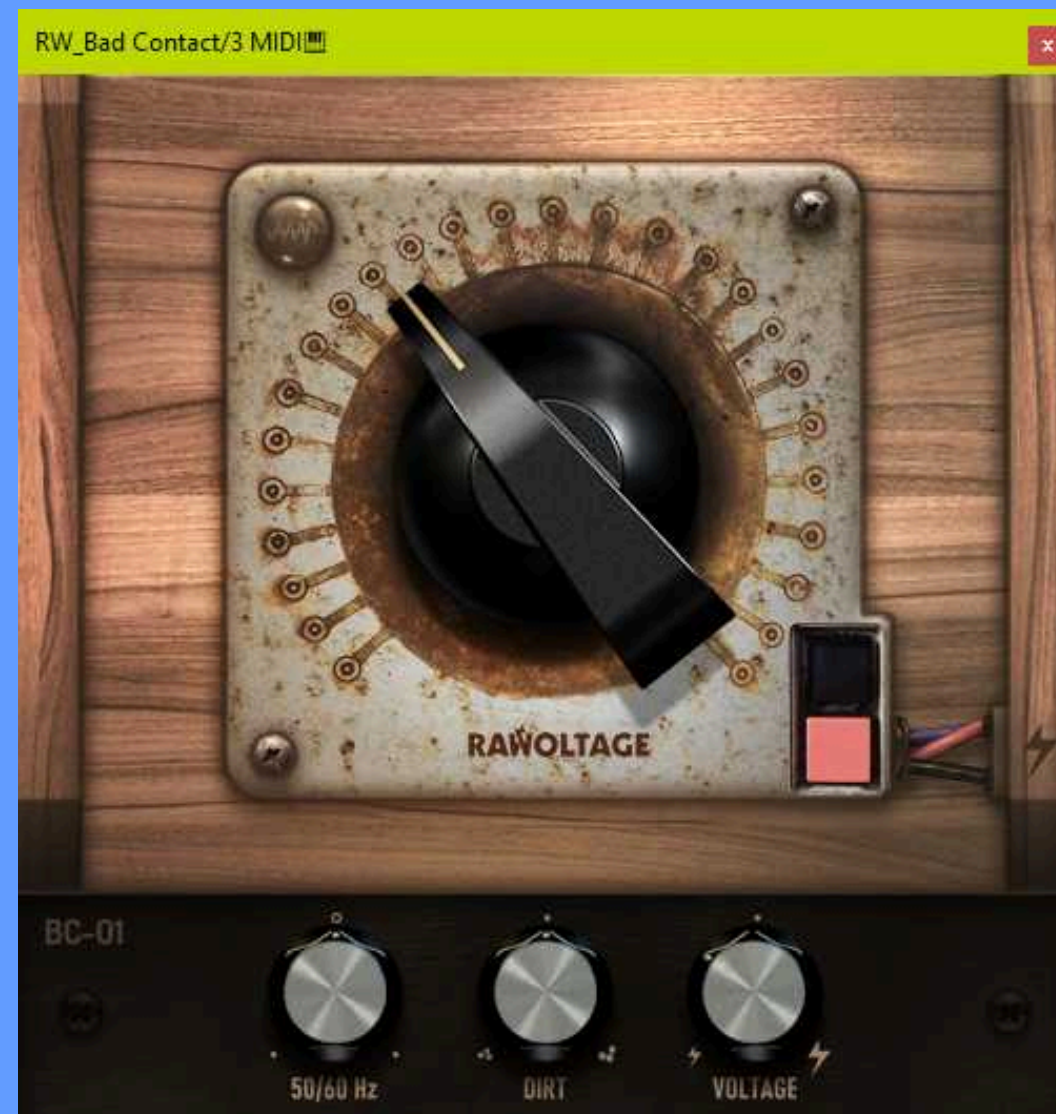 RW_Bad Contact/3 MIDI
x
RAWOLTAGE
BC-01
50/60 Hz
DIRT
VOLTAGE